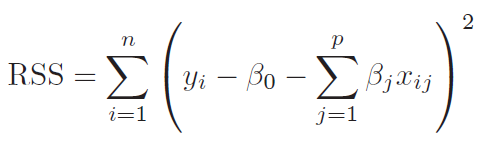 RSS = \sum_{i=1}^{n} \left( y_i - \beta_0 - \sum_{j=1}^{p} \beta_j x_{ij} \right)^2